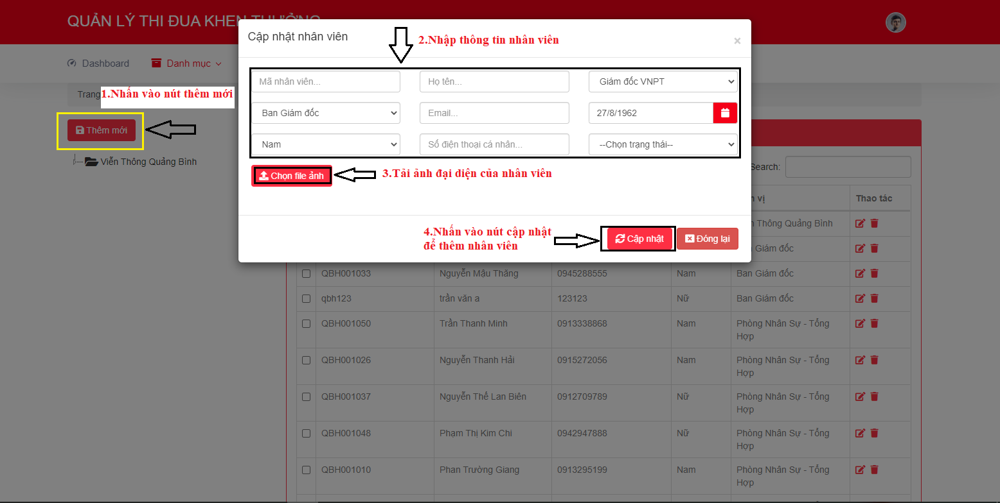 QUẢN LÝ THI ĐUA KHEN THƯỞNG
Cập nhật nhân viên
2.Nhập thông tin nhân viên
×
Dashboard
Danh mục
Mã nhân viên...
Họ tên...
Giám đốc VNPT
Trang
1.Nhấn vào nút thêm mới
Ban Giám đốc
Email...
27/8/1962
Thêm mới
Nam
Số điện thoại cá nhân...
--Chọn trạng thái--
Viễn Thông Quảng Bình
Chọn file ảnh
3.Tải ảnh đại diện của nhân viên
Search:
vị
Thao tác
Thông Quảng Bình
4.Nhấn vào nút cập nhật
để thêm nhân viên
Cập nhật
Đóng lại
Giám đốc
QBH001033 Nguyễn Mậu Thăng 0945288555 Nam Ban Giám đốc
qbh123 trần văn a 123123 Nữ Ban Giám đốc
QBH001050 Trần Thanh Minh 0913338868 Nam Phòng Nhân Sự - Tổng
Hợp
QBH001026 Nguyễn Thanh Hải 0915272056 Nam Phòng Nhân Sự - Tổng
Hợp
QBH001037 Nguyễn Thế Lan Biên 0912709789 Nữ Phòng Nhân Sự - Tổng
Hợp
QBH001048 Phạm Thị Kim Chi 0942947888 Nữ Phòng Nhân Sự - Tổng
Hợp
QBH001010 Phan Trường Giang 0913295199 Nam Phòng Nhân Sự - Tổng
Hợp